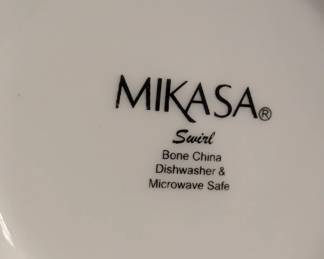 MIKASA®
Swirl
Bone China
Dishwasher &
Microwave Safe